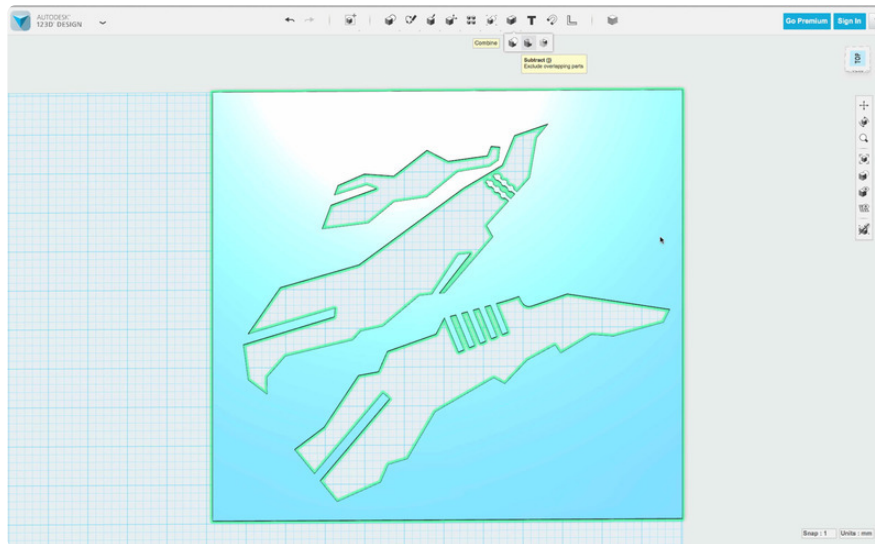 AUTODESK
123D DESIGN
T
Go Premium
Sign In
Combine
Subtract (])
Exclude overlapping parts
TOP
Snap : 1
Units : mm